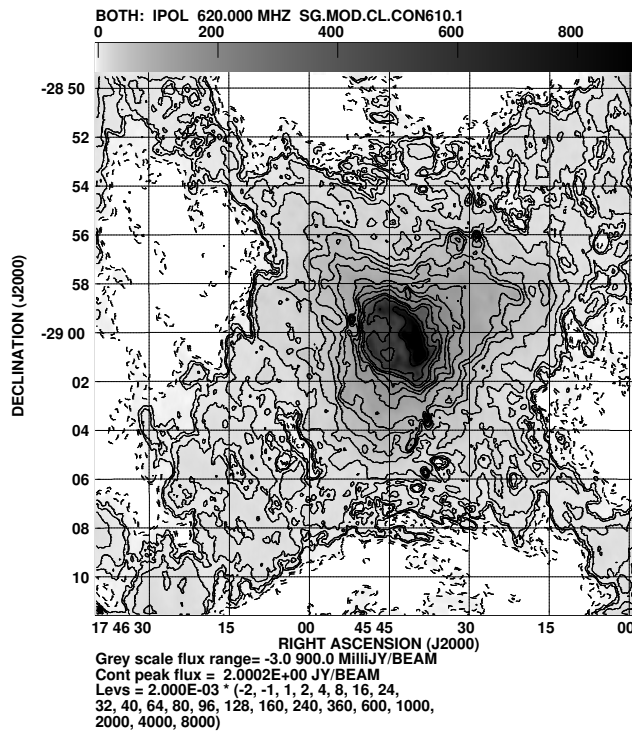 BOTH: IPOL 620.000 MHZ SG.MOD.CL.CON610.1
0 200 400 600 800
DECLINATION (J2000)
-28 50
52
54
56
58
-29 00
02
04
06
08
10
17 46 30 15 00 45 45 30 15 00
RIGHT ASCENSION (J2000)
Grey scale flux range= -3.0 900.0 MilliJY/BEAM
Cont peak flux = 2.0002E+00 JY/BEAM
Levs = 2.000E-03 * (-2, -1, 1, 2, 4, 8, 16, 24,
32, 40, 64, 80, 96, 128, 160, 240, 360, 600, 1000,
2000, 4000, 8000)